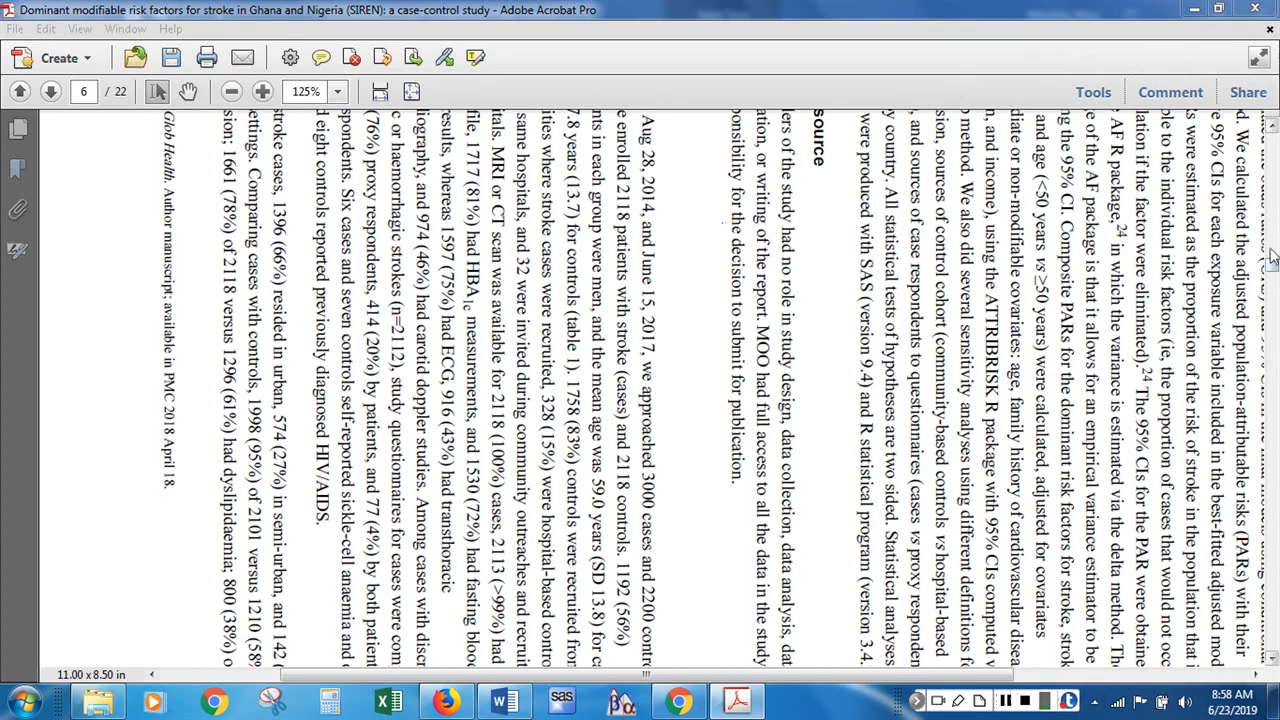 Dominant modifiable risk factors for stroke in Ghana and Nigeria (SIREN): a case-control study - Adobe Acrobat Pro
File Edit View Window Help
Create
6 / 22 125% Tools Comment Share
d. We calculated the adjusted population-attributable risks (PARs) with their
e 95% CIs for each exposure variable included in the best-fitted adjusted mod
s were estimated as the proportion of the risk of stroke in the population that i
ble to the individual risk factors (ie, the proportion of cases that would not occ
lation if the factor were eliminated).24 The 95% CIs for the PAR were obtaine
AF R package,24 in which the variance is estimated via the delta method. T
e of the AF package is that it allows for an empirical variance estimator to be
ng the 95% CI. Composite PARs for the dominant risk factors for stroke, strok
and age (<50 years vs ≥50 years) were calculated, adjusted for covariates
diate or non-modifiable covariates: age, family history of cardiovascular disea
n, and income), using the ATTRIBRISK R package with 95% CIs computed v
p method. We also did several sensitivity analyses using different definitions f
sion, sources of control cohort (community-based controls vs hospital-based
, and sources of case respondents to questionnaires (cases vs proxy responden
y country. All statistical tests of hypotheses are two sided. Statistical analyses
were produced with SAS (version 9.4) and R statistical program (version 3.4.
source
lers of the study had no role in study design, data collection, data analysis, dat
ation, or writing of the report. MOO had full access to all the data in the study
ponsibility for the decision to submit for publication.
Aug 28, 2014, and June 15, 2017, we approached 3000 cases and 2200 contr
e enrolled 2118 patients with stroke (cases) and 2118 controls. 1192 (56%)
nts in each group were men, and the mean age was 59.0 years (SD 13.8) for ca
7.8 years (13.7) for controls (table 1). 1758 (83%) controls were recruited from
ities where stroke cases were recruited, 328 (15%) were hospital-based contro
same hospitals, and 32 were invited during community outreaches and recruit
itals. MRI or CT scan was available for 2118 (100%) cases, 2113 (>99%) had
file, 1717 (81%) had HBA1c measurements, and 1530 (72%) had fasting blood
results, whereas 1597 (75%) had ECG, 916 (43%) had transthoracic
liography, and 974 (46%) had carotid doppler studies. Among cases with discr
c or haemorrhagic strokes (n=2112), study questionnaires for cases were com
(76%) proxy respondents, 414 (20%) by patients, and 77 (4%) by both patient
spondents. Six cases and seven controls self-reported sickle-cell anaemia and
d eight controls reported previously diagnosed HIV/AIDS.
stroke cases, 1396 (66%) resided in urban, 574 (27%) in semi-urban, and 142
ettings. Comparing cases with controls, 1998 (95%) of 2101 versus 1210 (58%
sion; 1661 (78%) of 2118 versus 1296 (61%) had dyslipidaemia; 800 (38%) o
Glob Health. Author manuscript; available in PMC 2018 April 18.
11.00 x 8.50 in
8:58 AM
6/23/2019